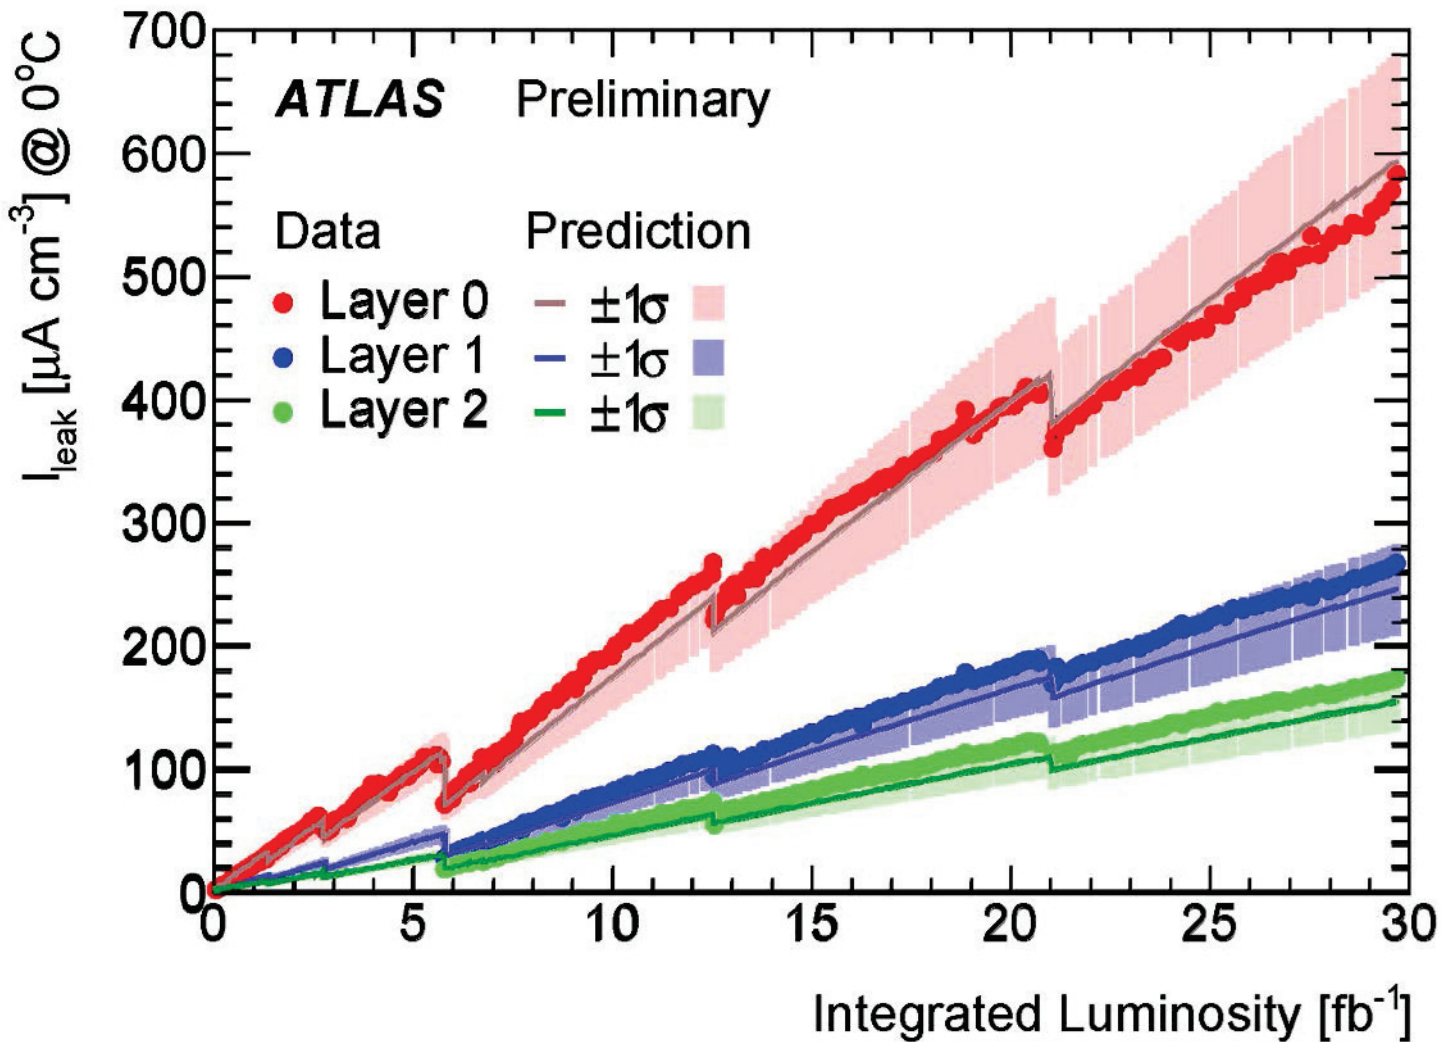 700
600
500
400
300
200
100
0
I_leak [μA cm⁻³] @ 0°C
ATLAS Preliminary
Data Prediction
Layer 0 ±1σ
Layer 1 ±1σ
Layer 2 ±1σ
0 5 10 15 20 25 30
Integrated Luminosity [fb⁻¹]